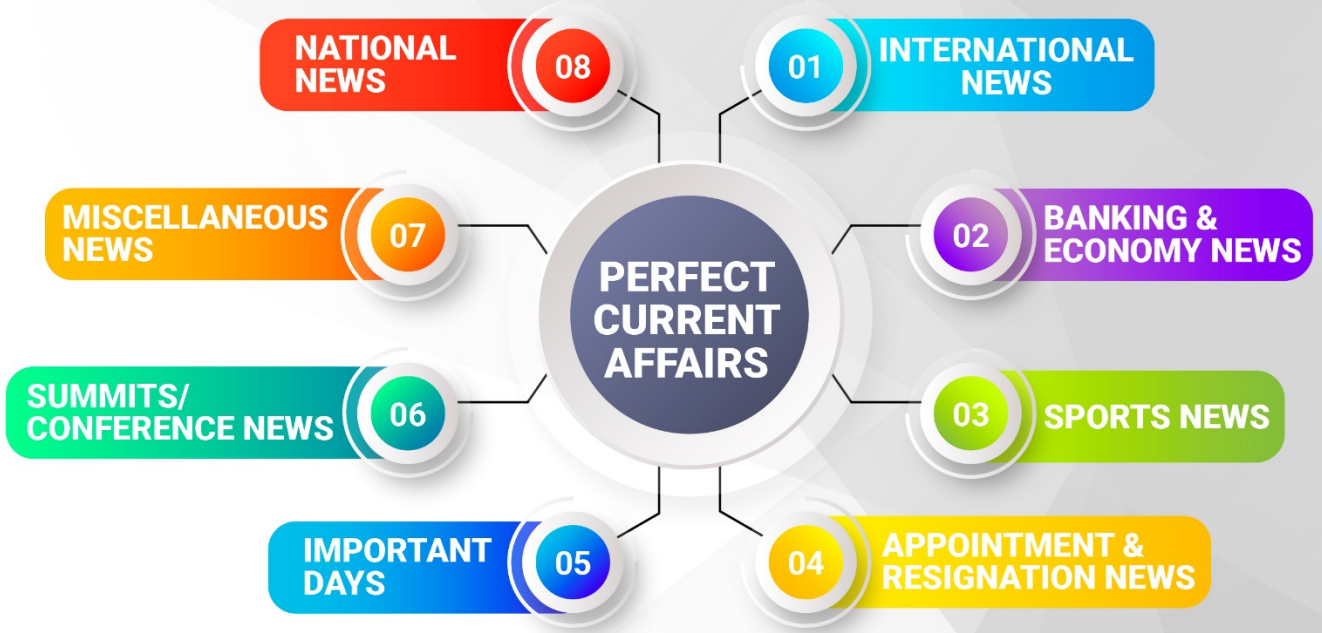 NATIONAL
NEWS
08
01
INTERNATIONAL
NEWS
MISCELLANEOUS
NEWS
07
02
BANKING &
ECONOMY NEWS
PERFECT
CURRENT
AFFAIRS
SUMMITS/
CONFERENCE NEWS
06
03
SPORTS NEWS
IMPORTANT
DAYS
05
04
APPOINTMENT &
RESIGNATION NEWS